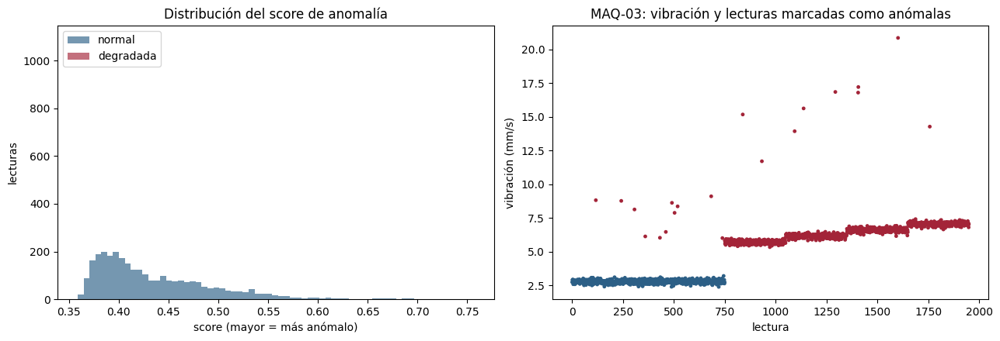 Distribución del score de anomalía
normal
degradada
1000
800
600
400
200
0
lecturas
0.35 0.40 0.45 0.50 0.55 0.60 0.65 0.70 0.75
score (mayor = más anómalo)
MAQ-03: vibración y lecturas marcadas como anómalas
20.0
17.5
15.0
12.5
10.0
7.5
5.0
2.5
vibración (mm/s)
0 250 500 750 1000 1250 1500 1750 2000
lectura